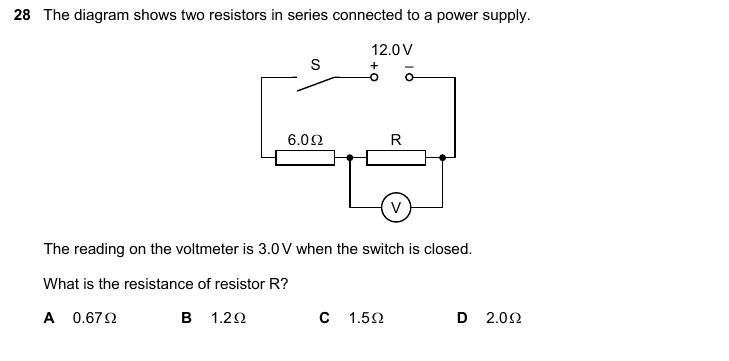 28 The diagram shows two resistors in series connected to a power supply.
12.0 V
S
+ –
6.0 Ω R
V
The reading on the voltmeter is 3.0 V when the switch is closed.
What is the resistance of resistor R?
A 0.67 Ω B 1.2 Ω C 1.5 Ω D 2.0 Ω